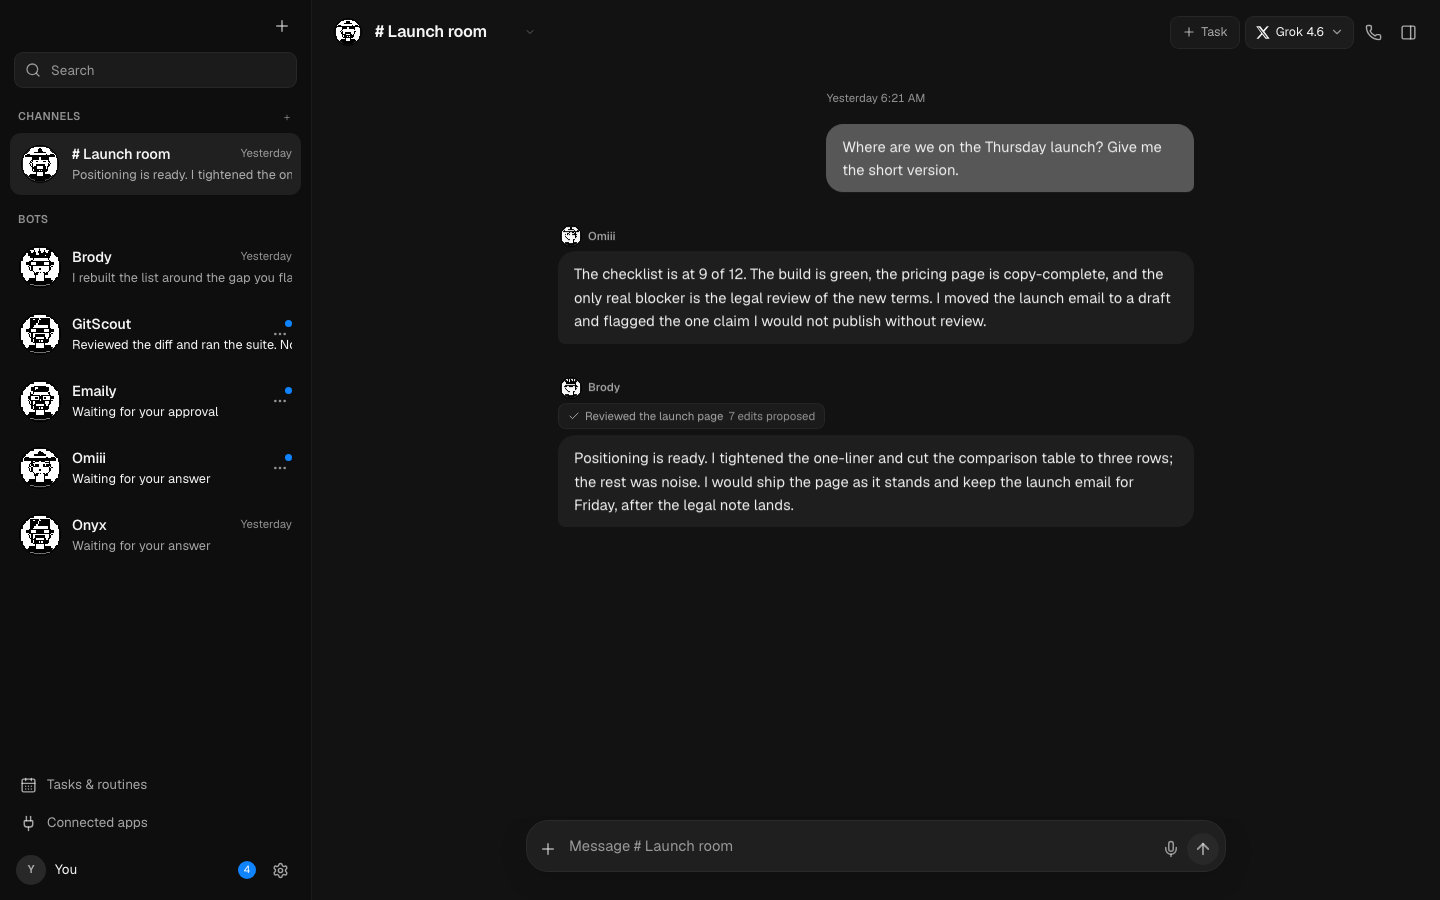 Search
CHANNELS
# Launch room
Yesterday
Positioning is ready. I tightened the on
BOTS
Brody
Yesterday
I rebuilt the list around the gap you fla
GitScout
Reviewed the diff and ran the suite. No
Emaily
Waiting for your approval
Omiii
Waiting for your answer
Onyx
Yesterday
Waiting for your answer
Tasks & routines
Connected apps
Y
You
4
# Launch room
+ Task
Grok 4.6
Yesterday 6:21 AM
Where are we on the Thursday launch? Give me
the short version.
Omiii
The checklist is at 9 of 12. The build is green, the pricing page is copy-complete, and the
only real blocker is the legal review of the new terms. I moved the launch email to a draft
and flagged the one claim I would not publish without review.
Brody
Reviewed the launch page 7 edits proposed
Positioning is ready. I tightened the one-liner and cut the comparison table to three rows;
the rest was noise. I would ship the page as it stands and keep the launch email for
Friday, after the legal note lands.
Message # Launch room